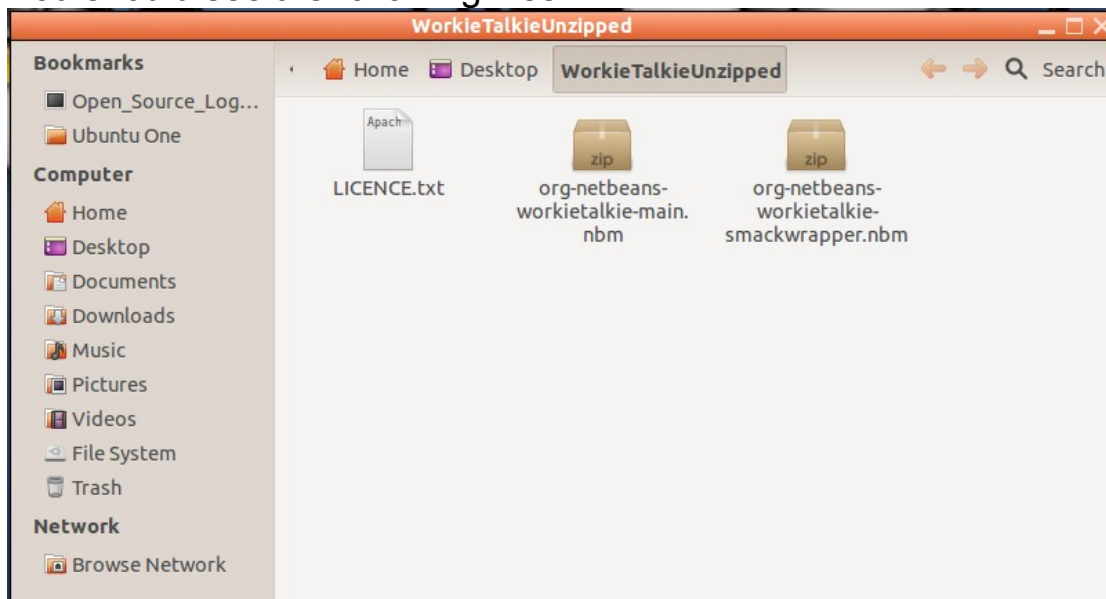 WorkieTalkieUnzipped
Bookmarks
Open_Source_Log...
Ubuntu One
Computer
Home
Desktop
Documents
Downloads
Music
Pictures
Videos
File System
Trash
Network
Browse Network
Home Desktop WorkieTalkieUnzipped Search
Apach
LICENCE.txt
zip
org-netbeans-
workietalkie-main.
nbm
zip
org-netbeans-
workietalkie-
smackwrapper.nbm